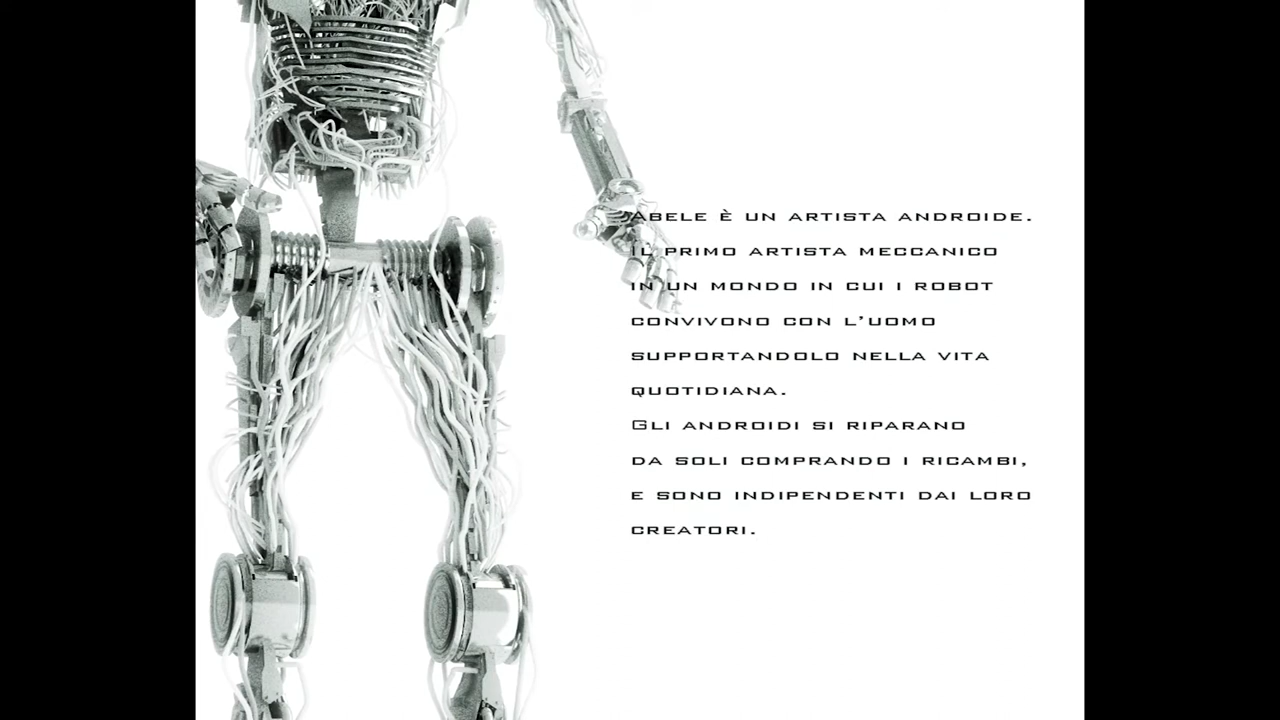 Abele è un artista androide.
Il primo artista meccanico
in un mondo in cui i robot
convivono con l'uomo
supportandolo nella vita
quotidiana.
Gli androidi si riparano
da soli comprando i ricambi,
e sono indipendenti dai loro
creatori.